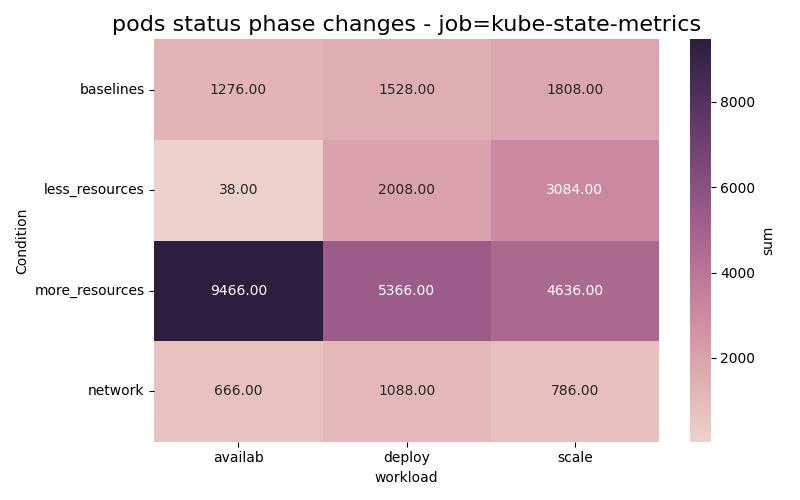 pods status phase changes - job=kube-state-metrics
baselines 1276.00 1528.00 1808.00
less_resources 38.00 2008.00 3084.00
more_resources 9466.00 5366.00 4636.00
network 666.00 1088.00 786.00
availab deploy scale
workload
Condition
8000
6000
4000
2000
sum